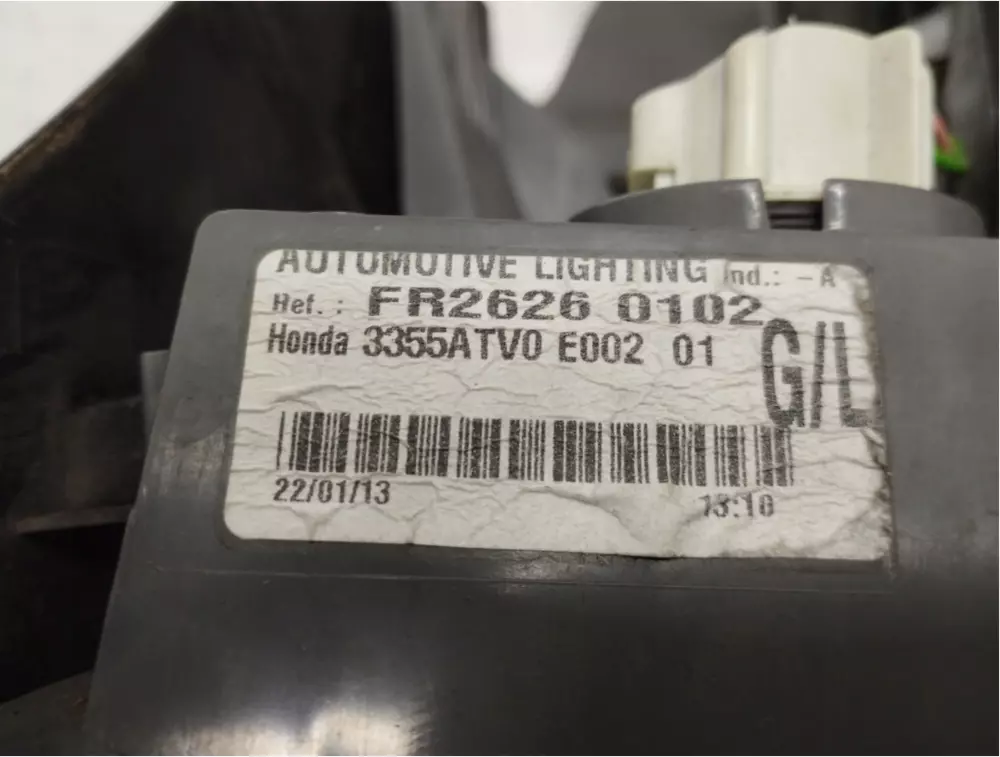 AUTOMOTIVE LIGHTING Ind.: -A
Ref.: FR2626 0102
Honda 3355ATV0 E002 01
G/L
22/01/13 13:10